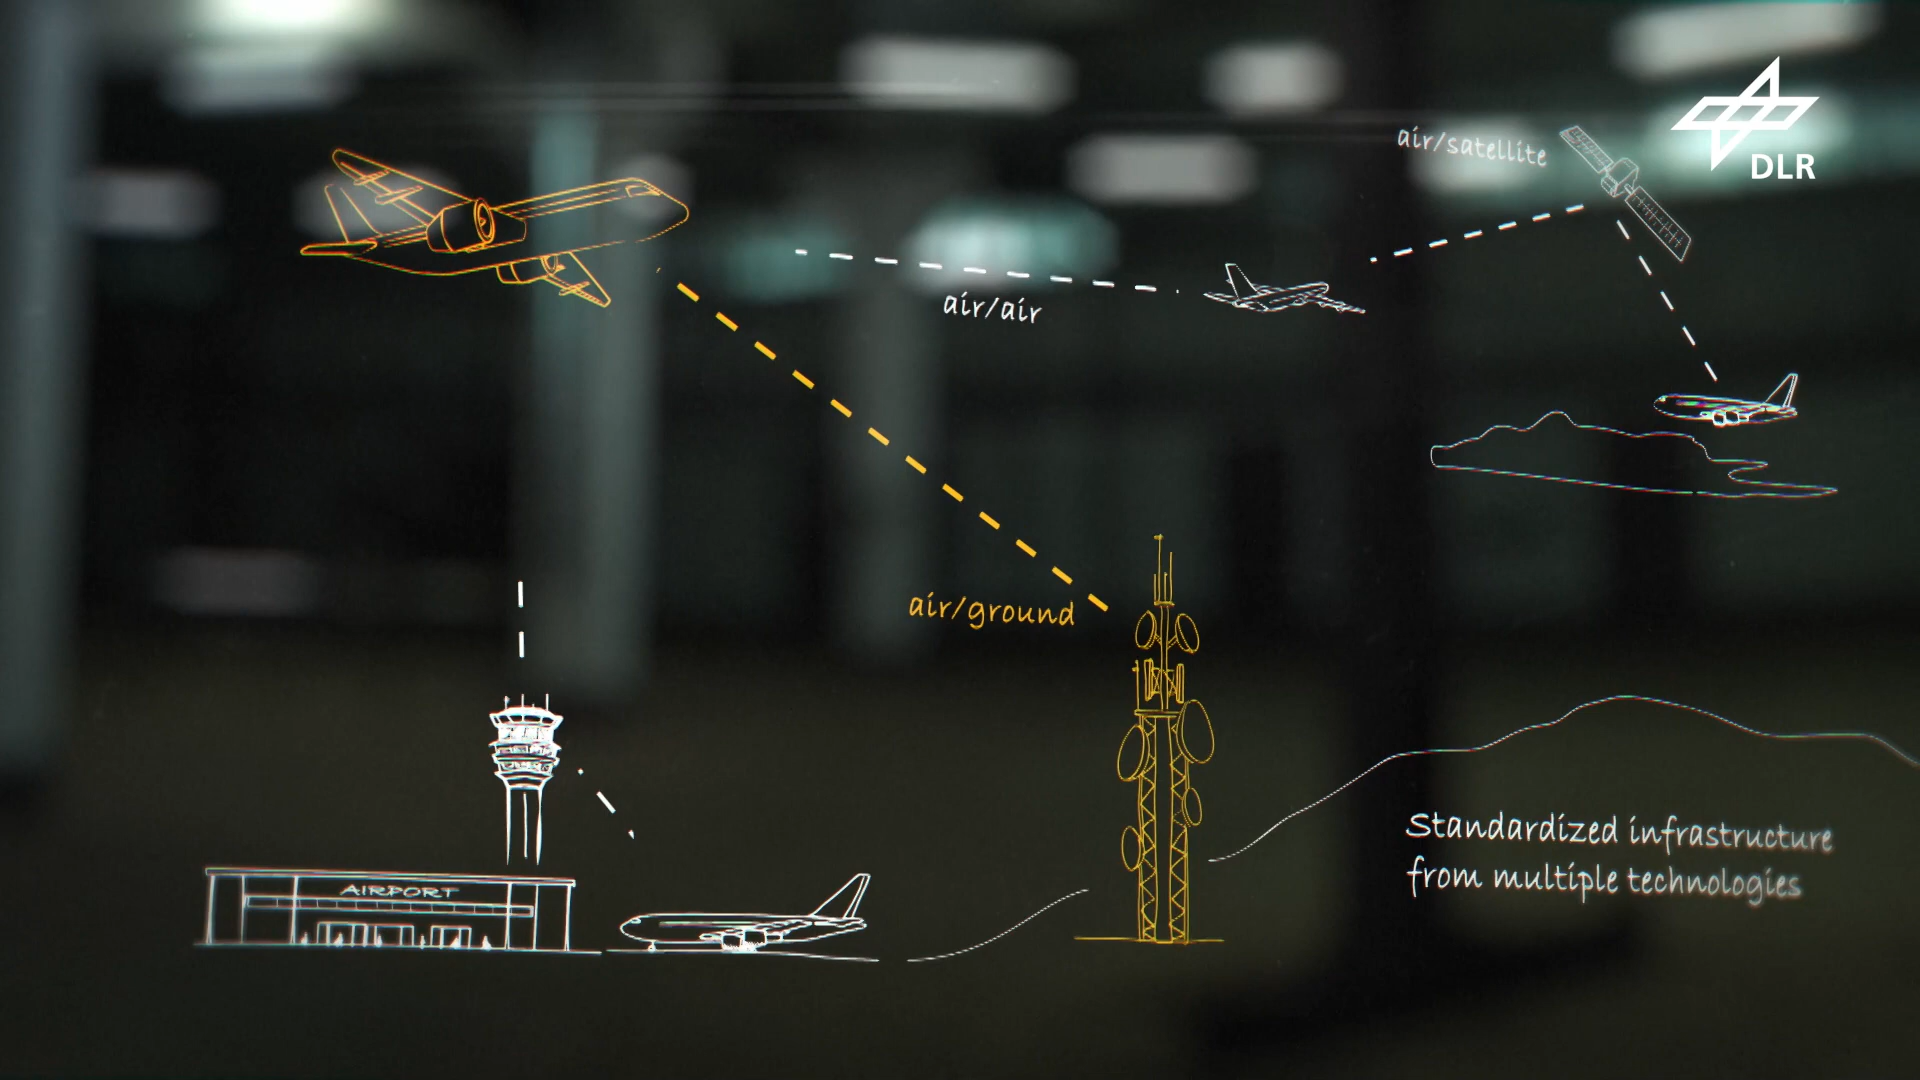 air/satellite
DLR
air/air
air/ground
Standardized infrastructure
from multiple technologies
AIRPORT